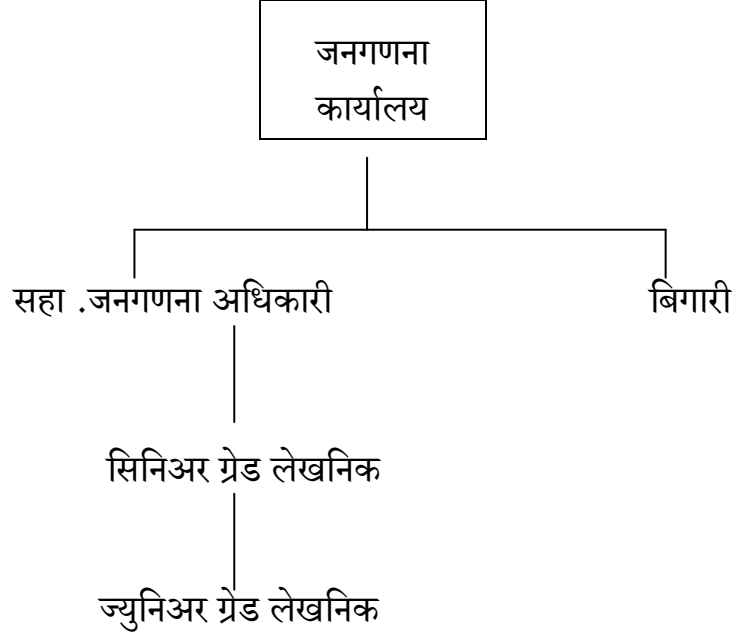 जनगणना
कार्यालय
सहा .जनगणना अधिकारी
बिगारी
सिनिअर ग्रेड लेखनिक
ज्युनिअर ग्रेड लेखनिक